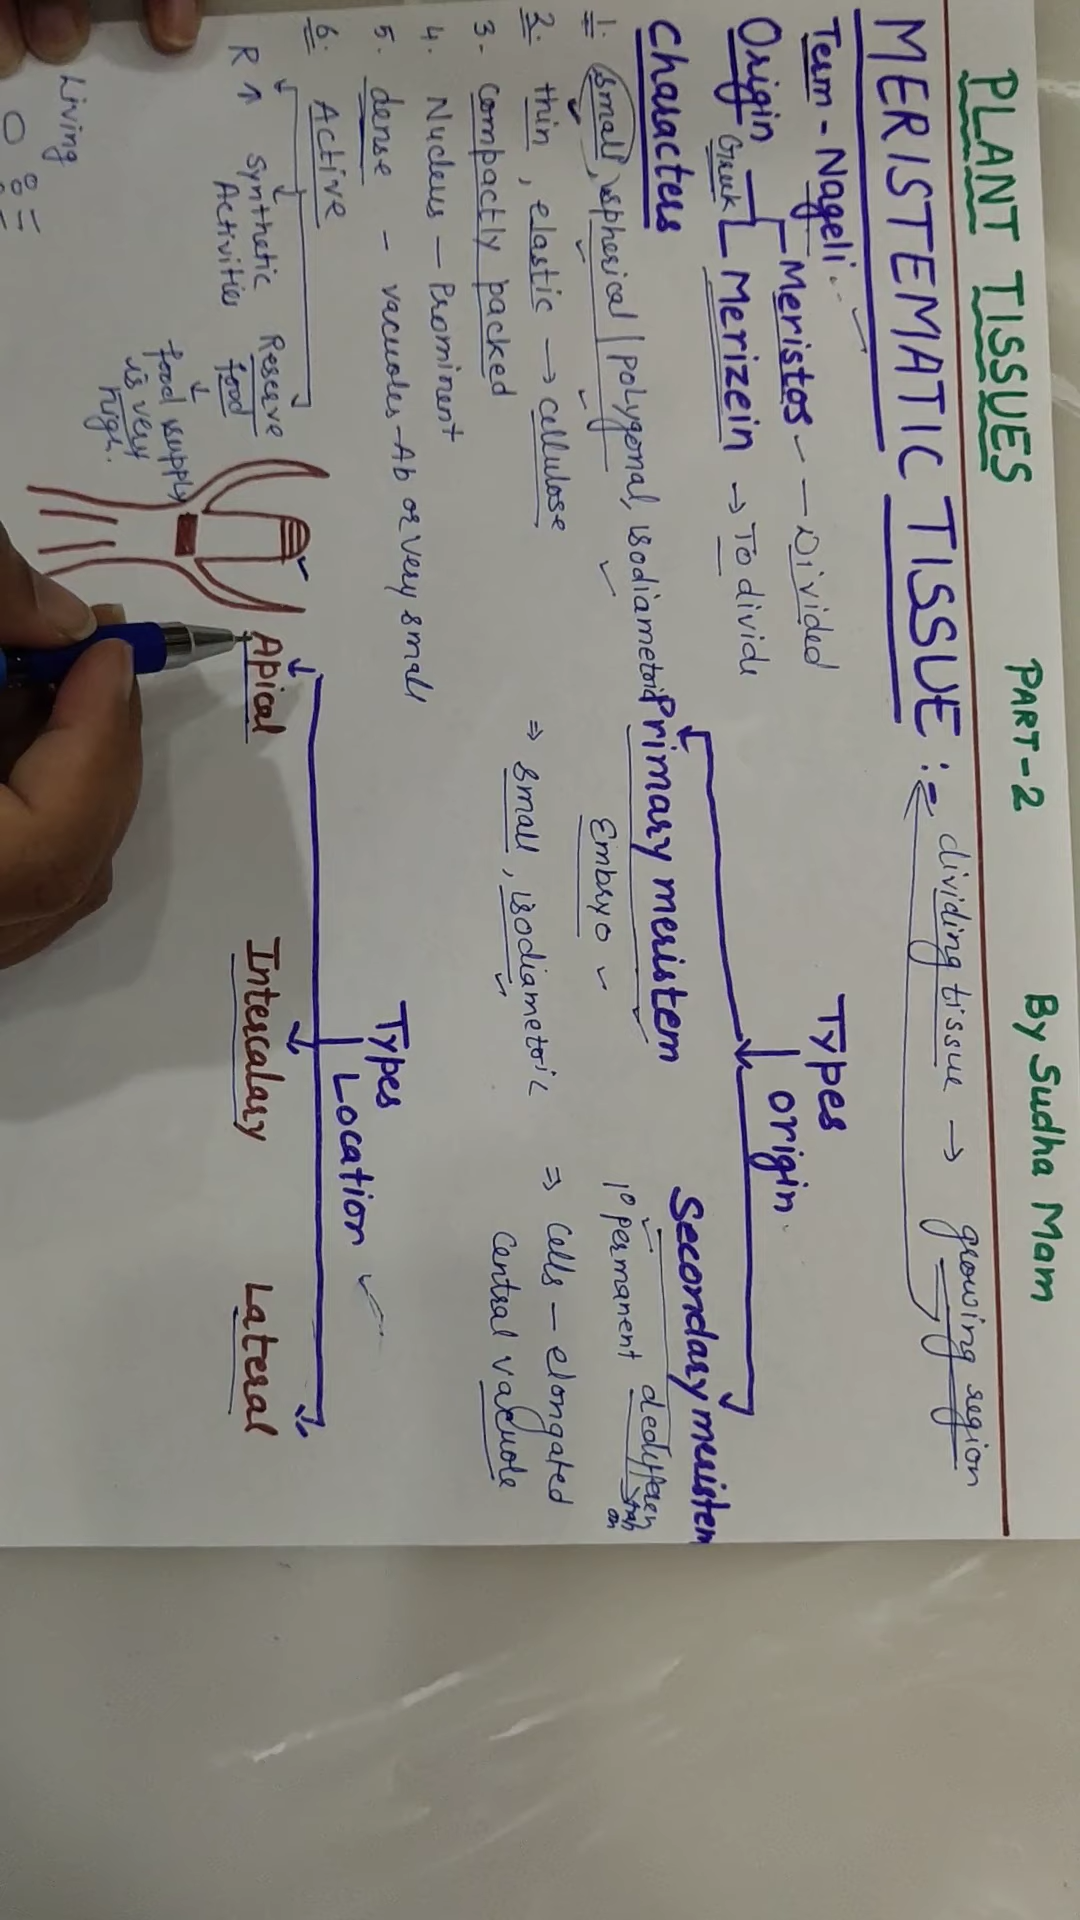 PLANT TISSUES PART-2 By Sudha Mam
MERISTEMATIC TISSUE :- dividing tissue → growing region
Term - Nageli
Origin Meristos - Divided
Greek Merizein → To divide
Characters
1. small, spherical / polygonal, isodiametric
2. thin, elastic → cellulose
3. Compactly packed
4. Nucleus - Prominent
5. dense - vacuoles - Ab or very small
6. Active
R ↑ Synthetic Activities Reserve food
food supply is very high.
Living
Types
Origin
Primary meristem Secondary meristem
Embryo 1° permanent dedifferentiation
⇒ small, isodiametric ⇒ Cells - elongated
Central vacuole
Types
Location
Apical Intercalary Lateral